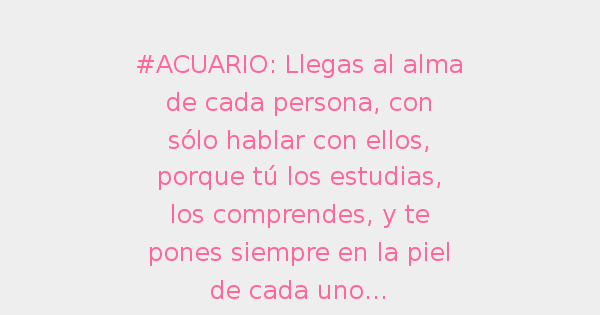 #ACUARIO: Llegas al alma
de cada persona, con
sólo hablar con ellos,
porque tú los estudias,
los comprendes, y te
pones siempre en la piel
de cada uno...